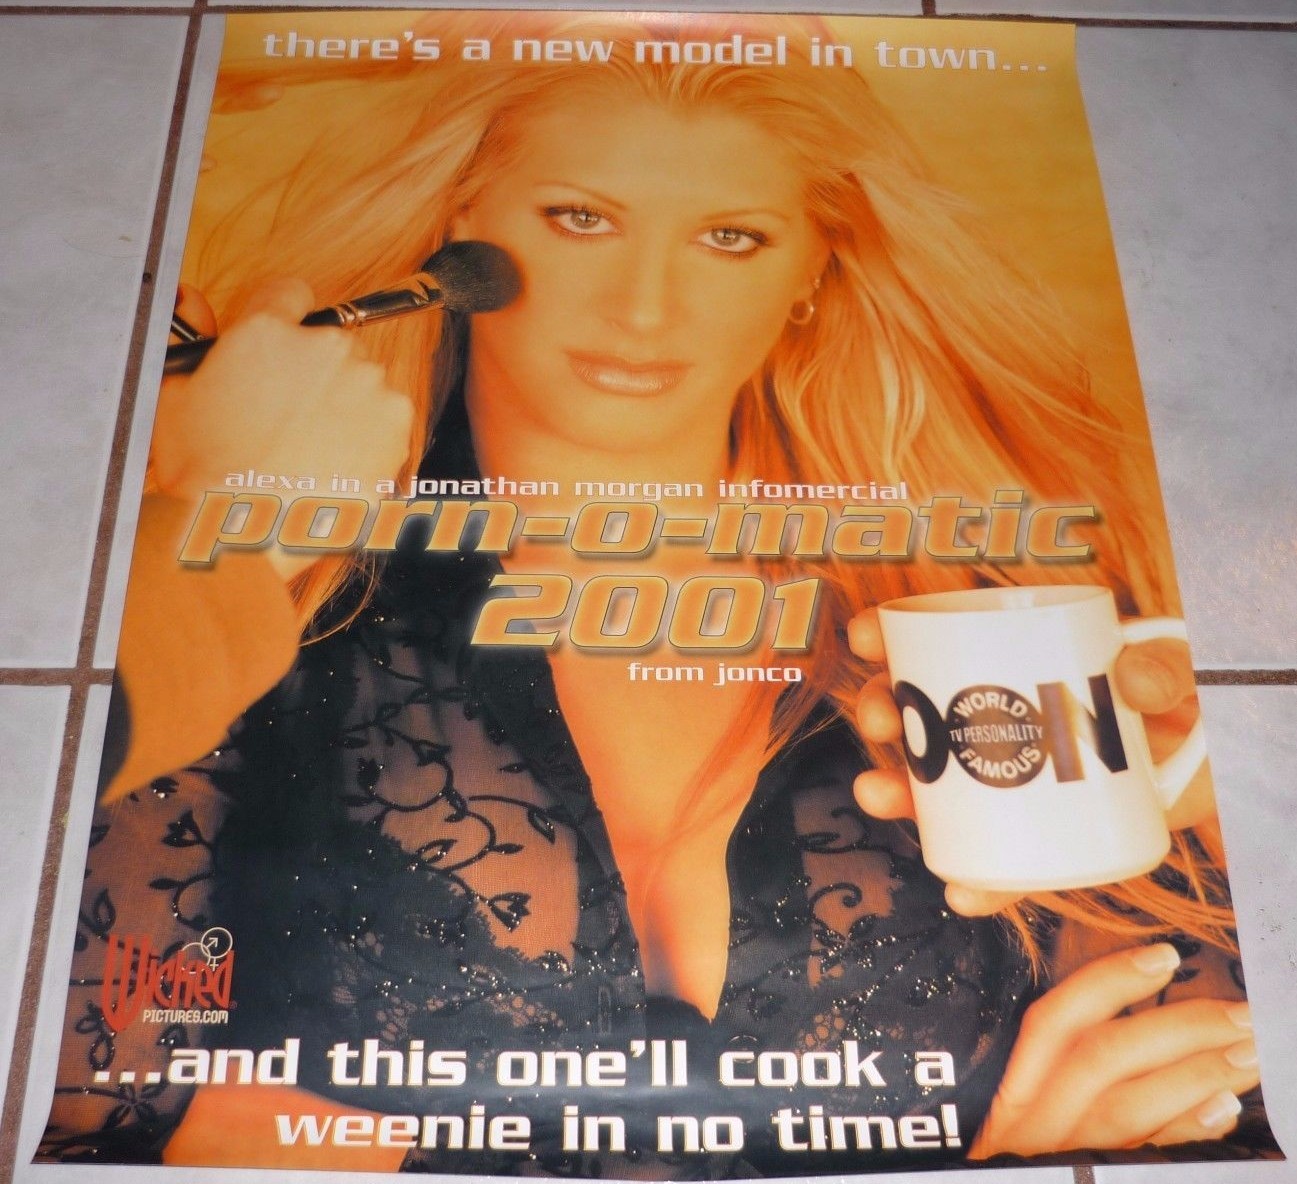 there's a new model in town...
alexa in a jonathan morgan infomercial
porn-o-matic
2001
from jonco
OON
WORLD
TV PERSONALITY
FAMOUS
Wicked
PICTURES.COM
...and this one'll cook a
weenie in no time!